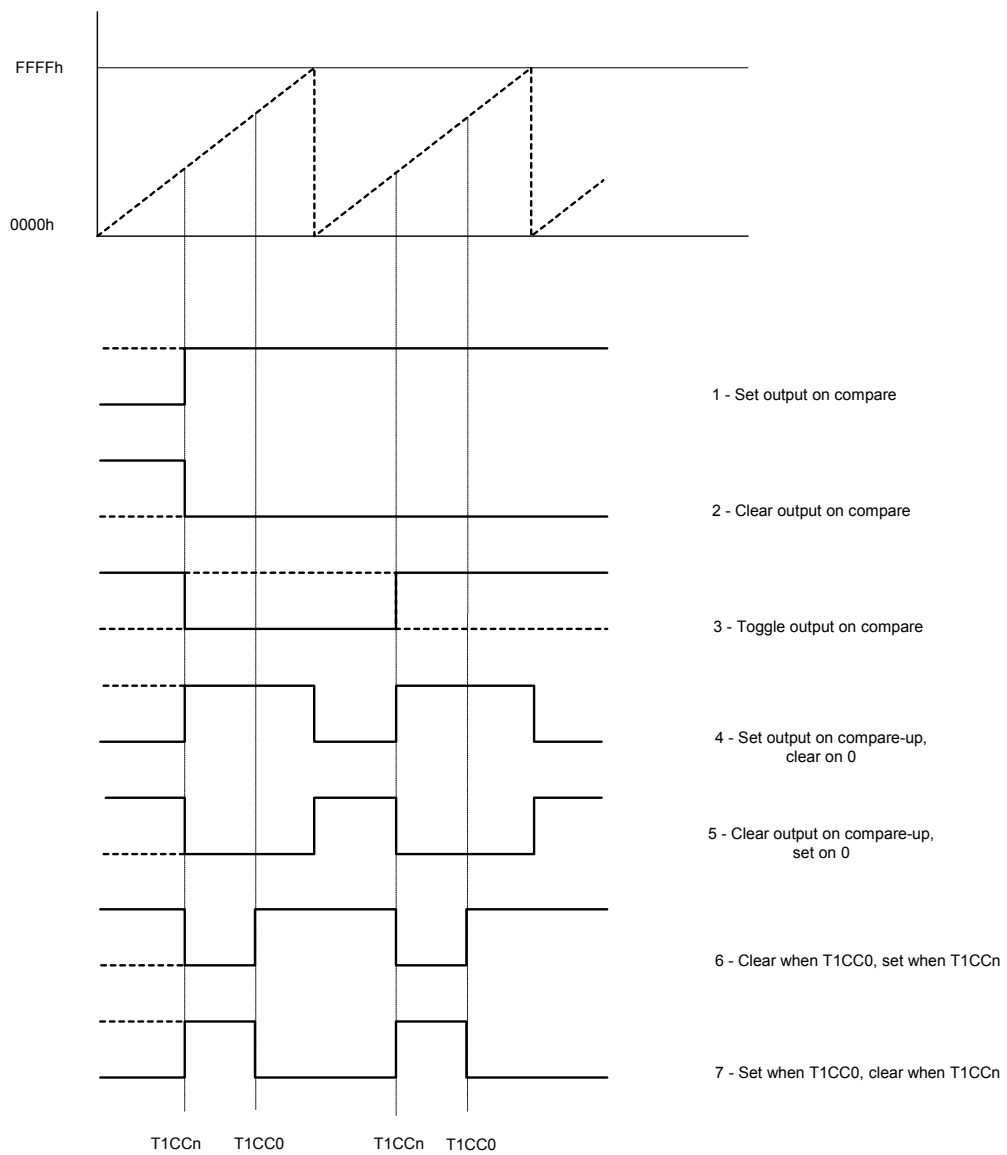 FFFFh
0000h
1 - Set output on compare
2 - Clear output on compare
3 - Toggle output on compare
4 - Set output on compare-up,
clear on 0
5 - Clear output on compare-up,
set on 0
6 - Clear when T1CC0, set when T1CCn
7 - Set when T1CC0, clear when T1CCn
T1CCn T1CC0 T1CCn T1CC0